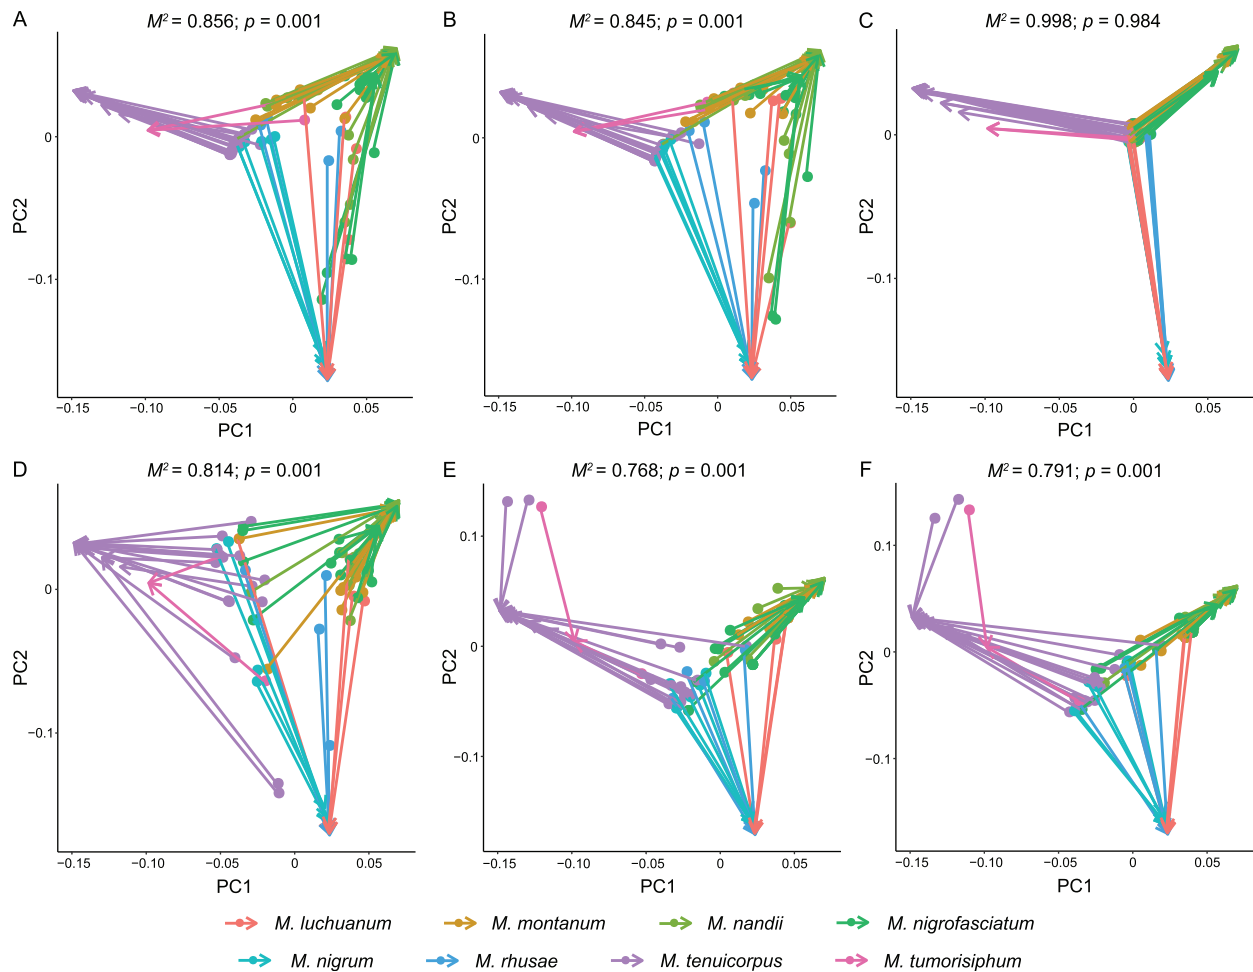 A
M² = 0.856; p = 0.001
0
−0.1
PC2
−0.15
−0.10
−0.05
0
0.05
PC1
B
M² = 0.845; p = 0.001
0
−0.1
PC2
−0.15
−0.10
−0.05
0
0.05
PC1
C
M² = 0.998; p = 0.984
0
−0.1
PC2
−0.15
−0.10
−0.05
0
0.05
PC1
D
M² = 0.814; p = 0.001
0
−0.1
PC2
−0.15
−0.10
−0.05
0
0.05
PC1
E
M² = 0.768; p = 0.001
0.1
0
−0.1
PC2
−0.15
−0.10
−0.05
0
0.05
PC1
F
M² = 0.791; p = 0.001
0.1
0
−0.1
PC2
−0.15
−0.10
−0.05
0
0.05
PC1
M. luchuanum
M. montanum
M. nandii
M. nigrofasciatum
M. nigrum
M. rhusae
M. tenuicorpus
M. tumorisiphum